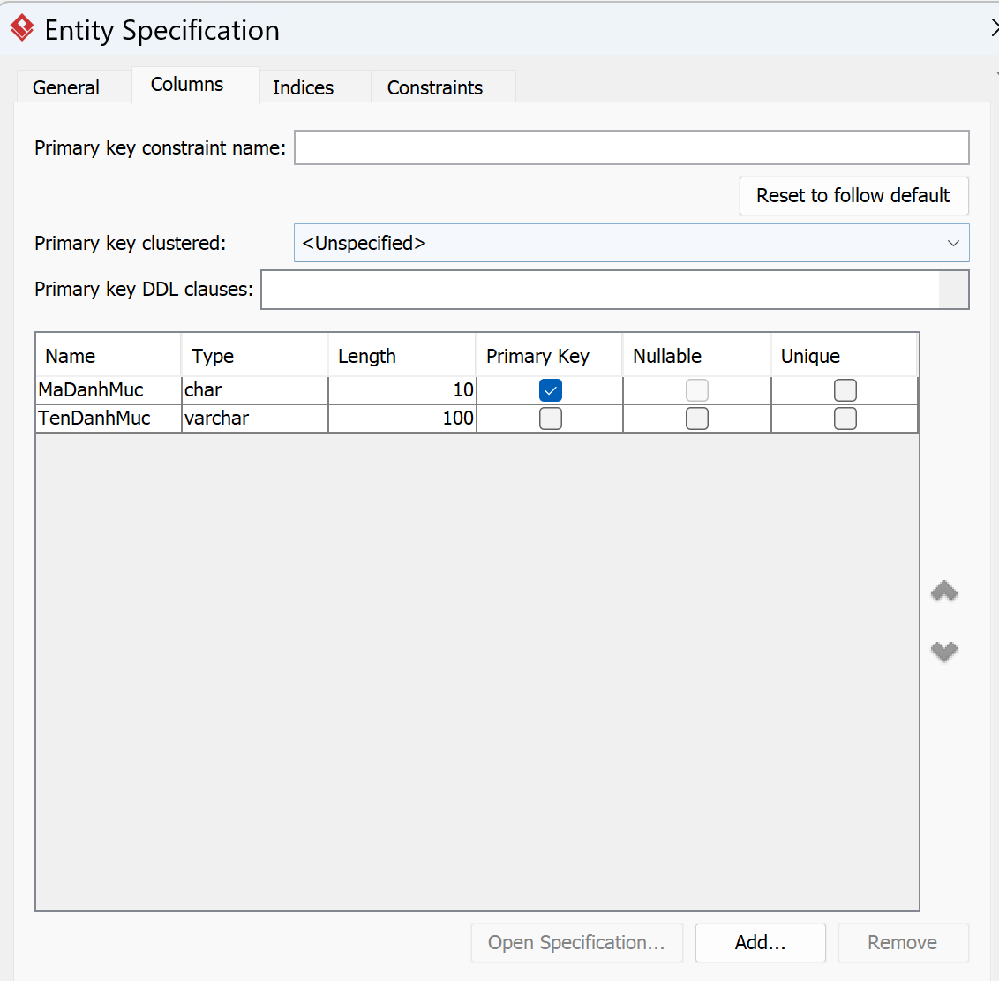 Entity Specification
General Columns Indices Constraints
Primary key constraint name:
Reset to follow default
Primary key clustered: <Unspecified>
Primary key DDL clauses:
Name Type Length Primary Key Nullable Unique
MaDanhMuc char 10
TenDanhMuc varchar 100
Open Specification... Add... Remove